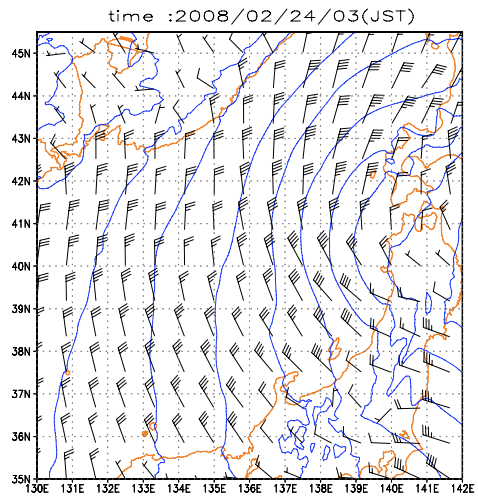 time :2008/02/24/03(JST)
45N
44N
43N
42N
41N
40N
39N
38N
37N
36N
35N
130E 131E 132E 133E 134E 135E 136E 137E 138E 139E 140E 141E 142E